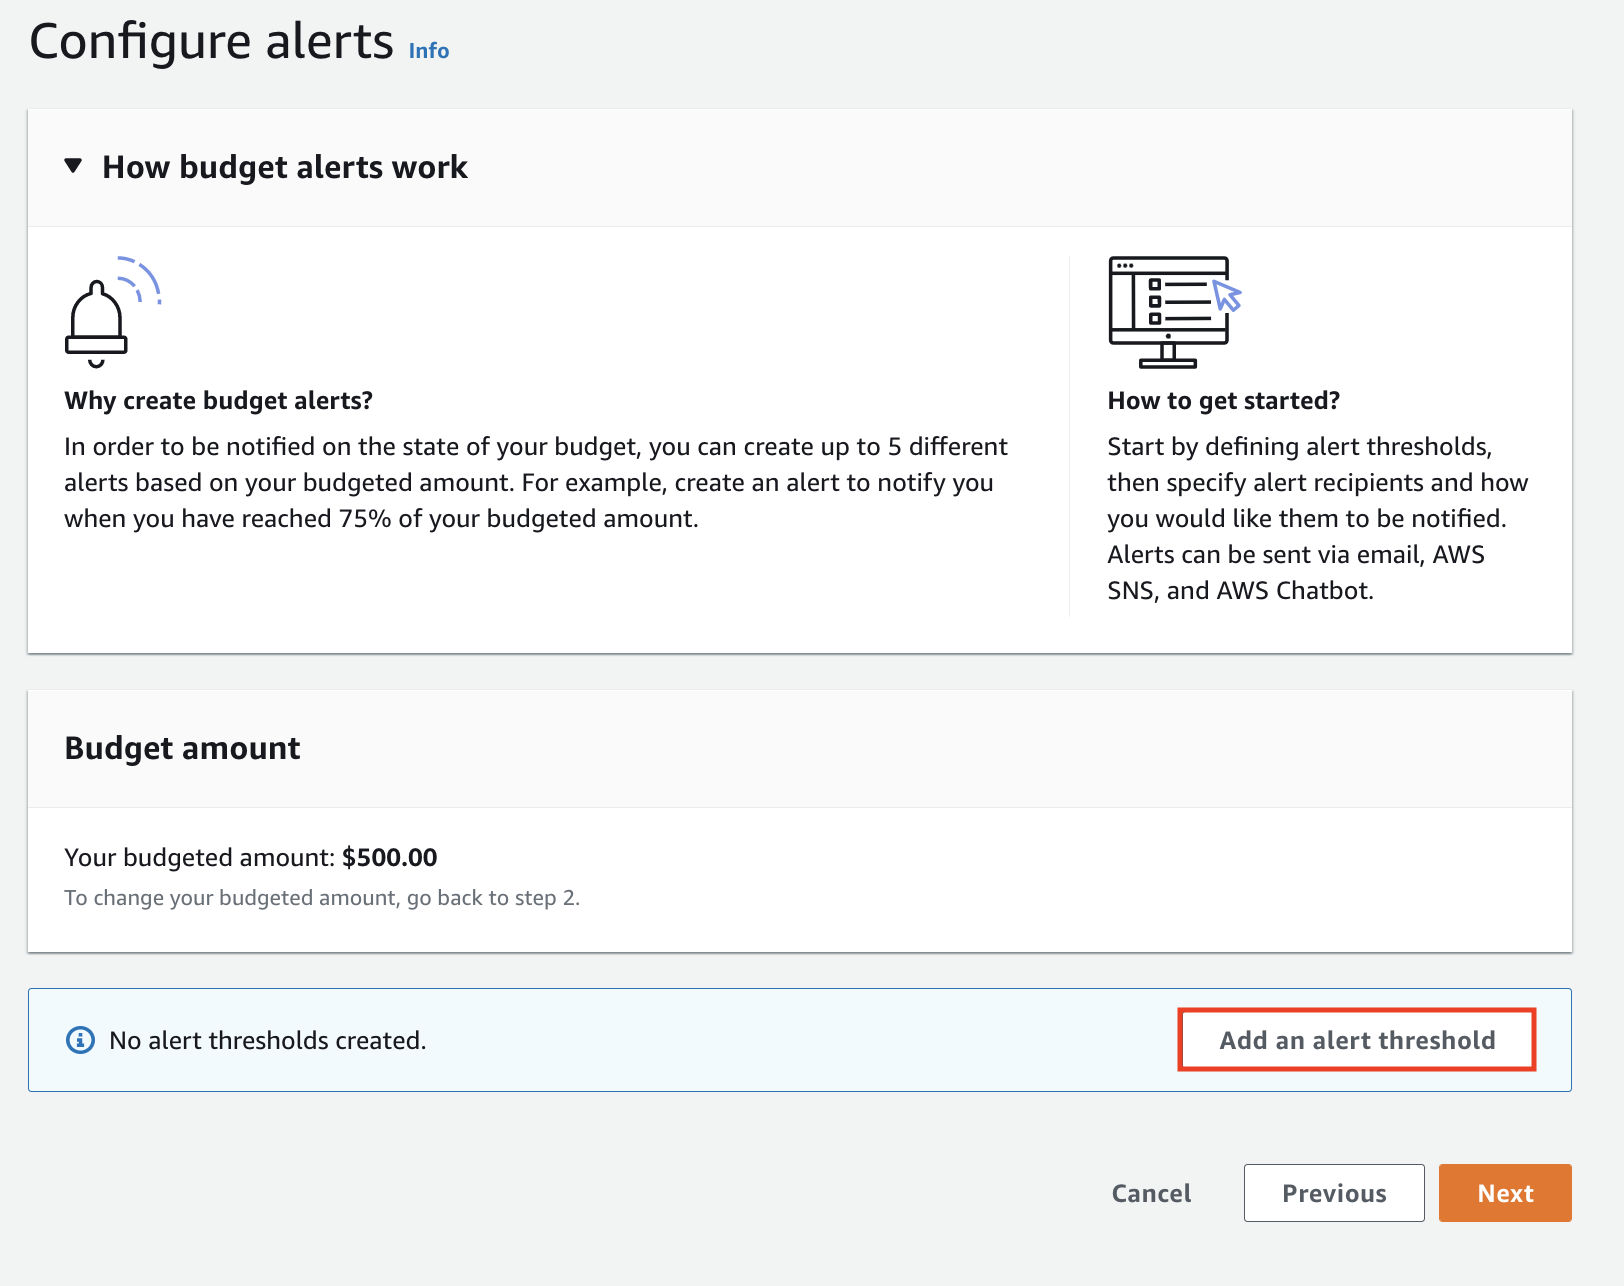 Configure alerts Info
How budget alerts work
Why create budget alerts?
In order to be notified on the state of your budget, you can create up to 5 different
alerts based on your budgeted amount. For example, create an alert to notify you
when you have reached 75% of your budgeted amount.
How to get started?
Start by defining alert thresholds,
then specify alert recipients and how
you would like them to be notified.
Alerts can be sent via email, AWS
SNS, and AWS Chatbot.
Budget amount
Your budgeted amount: $500.00
To change your budgeted amount, go back to step 2.
No alert thresholds created.
Add an alert threshold
Cancel
Previous
Next